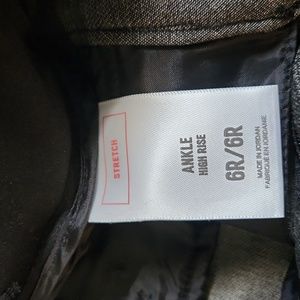 STRETCH
ANKLE
HIGH RISE
6R/6R
MADE IN JORDAN
FABRIQUÉ EN JORDANIE